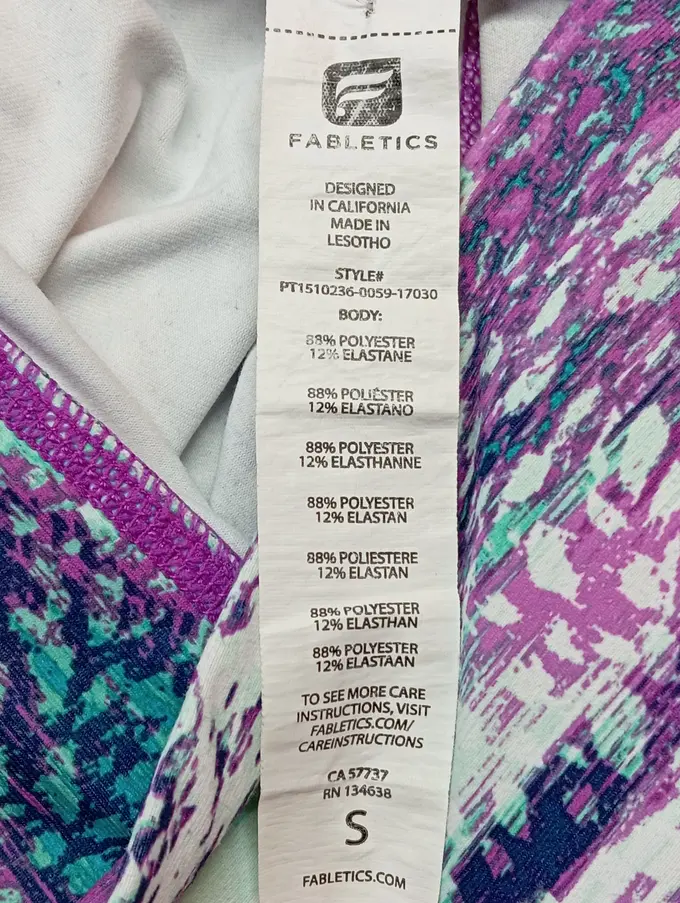 FABLETICS
DESIGNED
IN CALIFORNIA
MADE IN
LESOTHO
STYLE#
PT1510236-0059-17030
BODY:
88% POLYESTER
12% ELASTANE
88% POLIÉSTER
12% ELASTANO
88% POLYESTER
12% ELASTHANNE
88% POLYESTER
12% ELASTAN
88% POLIESTERE
12% ELASTAN
88% POLYESTER
12% ELASTHAN
88% POLYESTER
12% ELASTAAN
TO SEE MORE CARE
INSTRUCTIONS, VISIT
FABLETICS.COM/
CAREINSTRUCTIONS
CA 57737
RN 134638
S
FABLETICS.COM